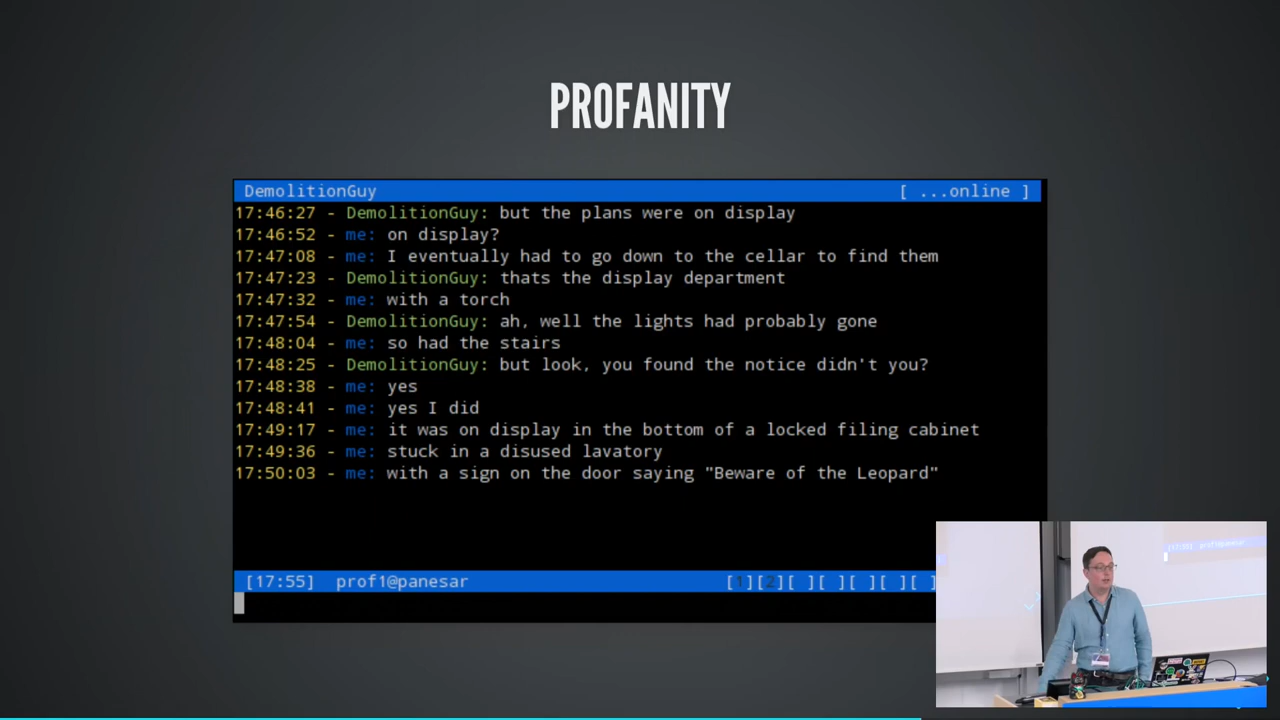 PROFANITY
DemolitionGuy [ ...online ]
17:46:27 - DemolitionGuy: but the plans were on display
17:46:52 - me: on display?
17:47:08 - me: I eventually had to go down to the cellar to find them
17:47:23 - DemolitionGuy: thats the display department
17:47:32 - me: with a torch
17:47:54 - DemolitionGuy: ah, well the lights had probably gone
17:48:04 - me: so had the stairs
17:48:25 - DemolitionGuy: but look, you found the notice didn't you?
17:48:38 - me: yes
17:48:41 - me: yes I did
17:49:17 - me: it was on display in the bottom of a locked filing cabinet
17:49:36 - me: stuck in a disused lavatory
17:50:03 - me: with a sign on the door saying "Beware of the Leopard"
[17:55] prof1@panesar [1][2][ ][ ][ ][ ][ ]